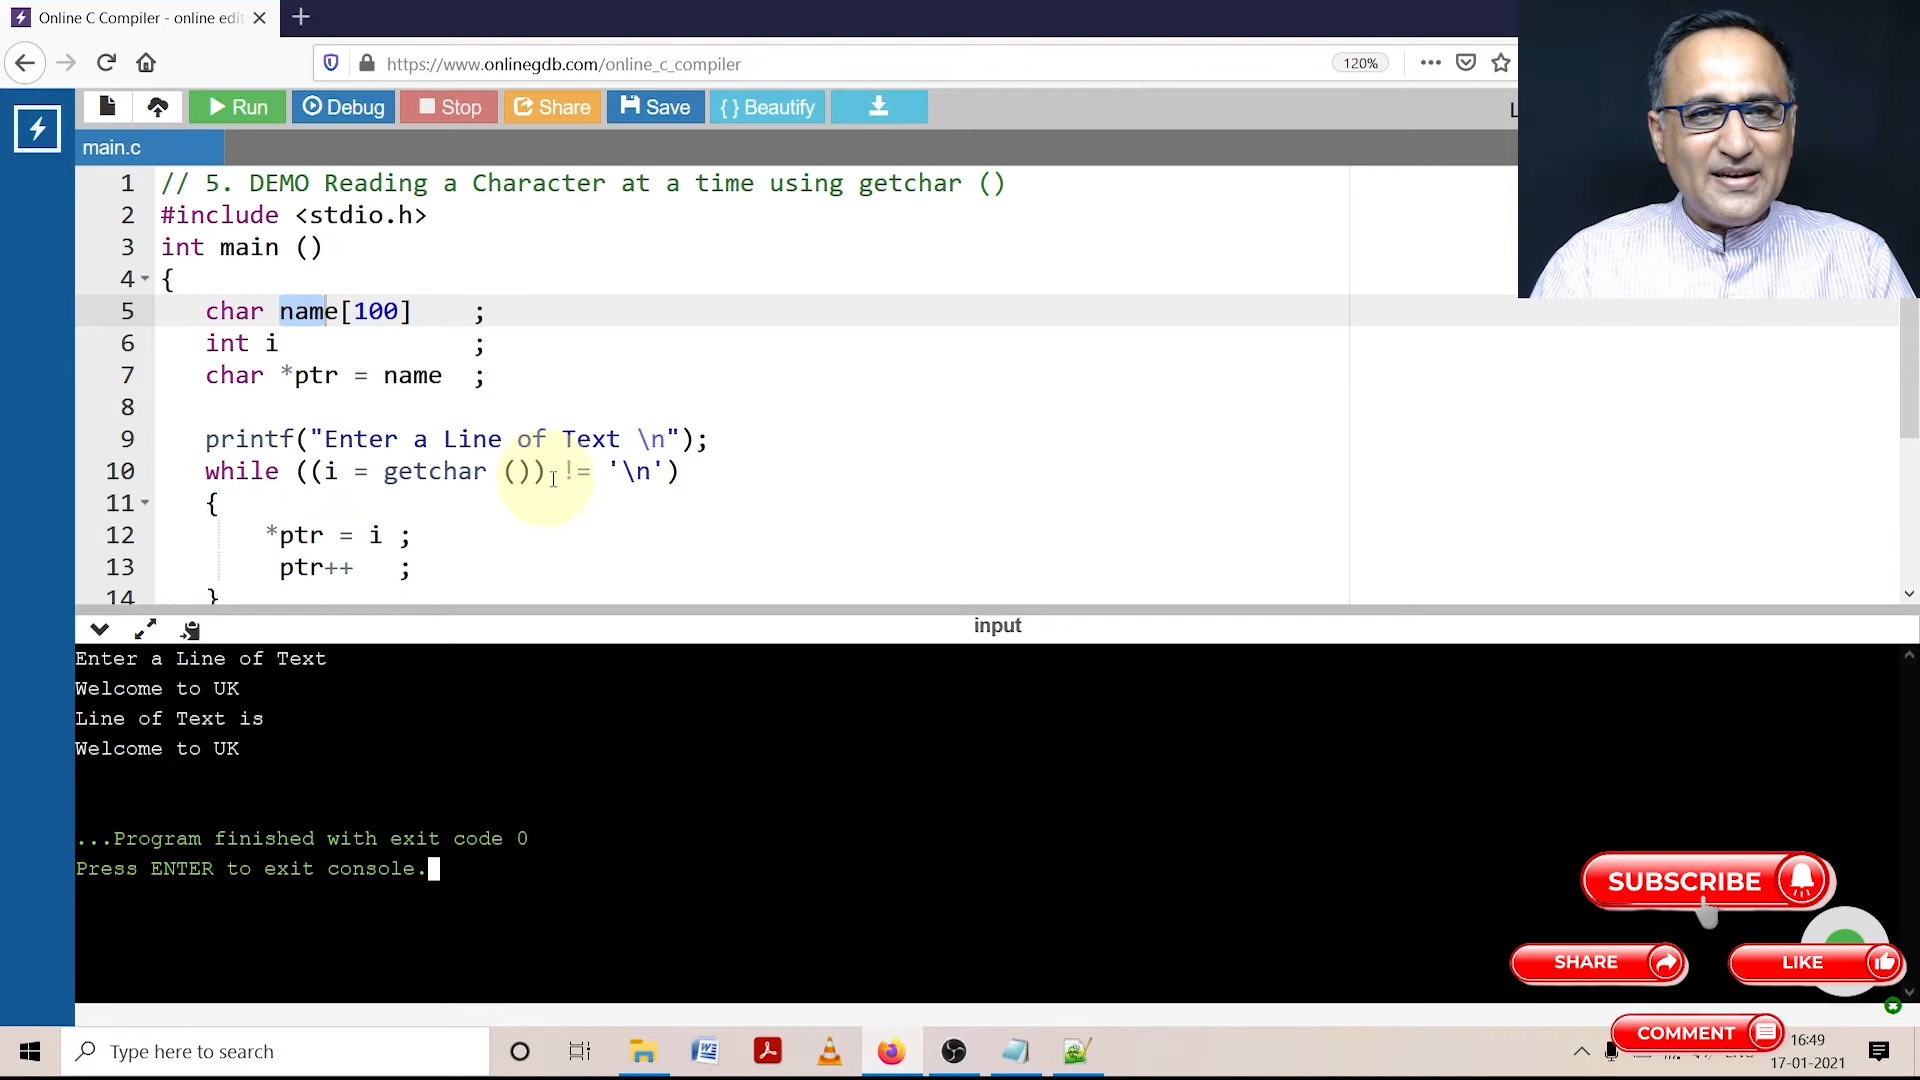 Online C Compiler - online edit
https://www.onlinegdb.com/online_c_compiler
120%
Run
Debug
Stop
Share
Save
{ } Beautify
L
main.c
1 // 5. DEMO Reading a Character at a time using getchar ()
2 #include <stdio.h>
3 int main ()
4 {
5 char name[100] ;
6 int i ;
7 char *ptr = name ;
8
9 printf("Enter a Line of Text \n");
10 while ((i = getchar ()) != '\n')
11 {
12 *ptr = i ;
13 ptr++ ;
14 }
input
Enter a Line of Text
Welcome to UK
Line of Text is
Welcome to UK
...Program finished with exit code 0
Press ENTER to exit console.
SUBSCRIBE
SHARE
LIKE
COMMENT
Type here to search
16:49
17-01-2021